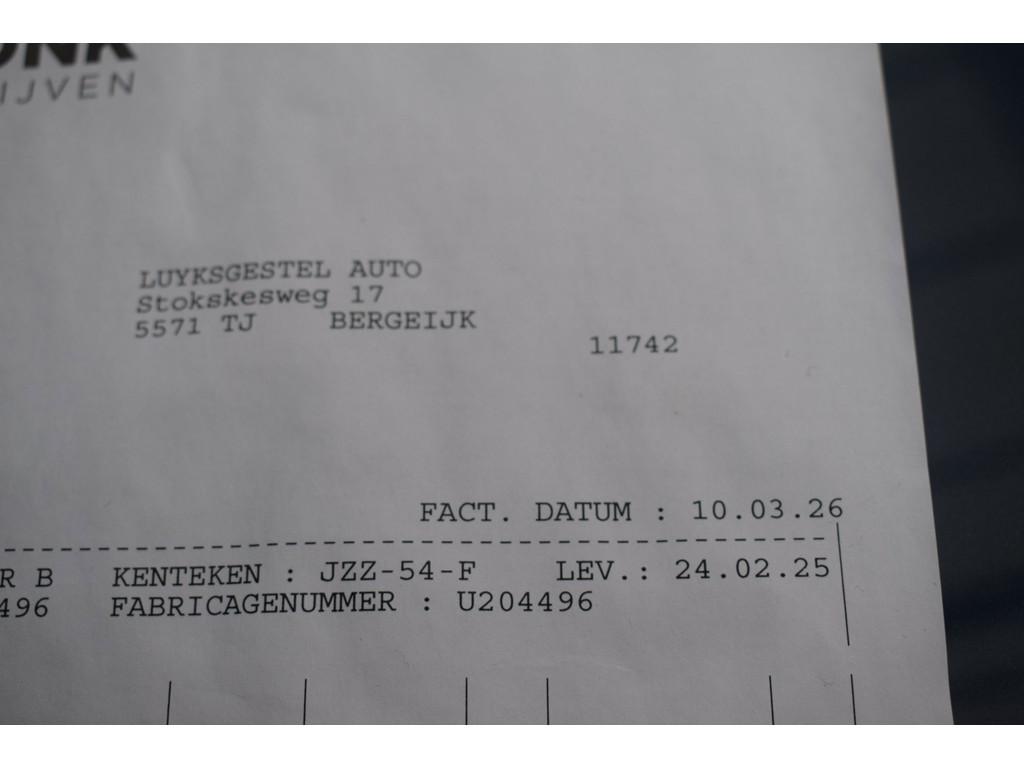 IJVEN
LUYKSGESTEL AUTO
Stokskesweg 17
5571 TJ BERGEIJK
11742
FACT. DATUM : 10.03.26
R B KENTEKEN : JZZ-54-F LEV.: 24.02.25
496 FABRICAGENUMMER : U204496